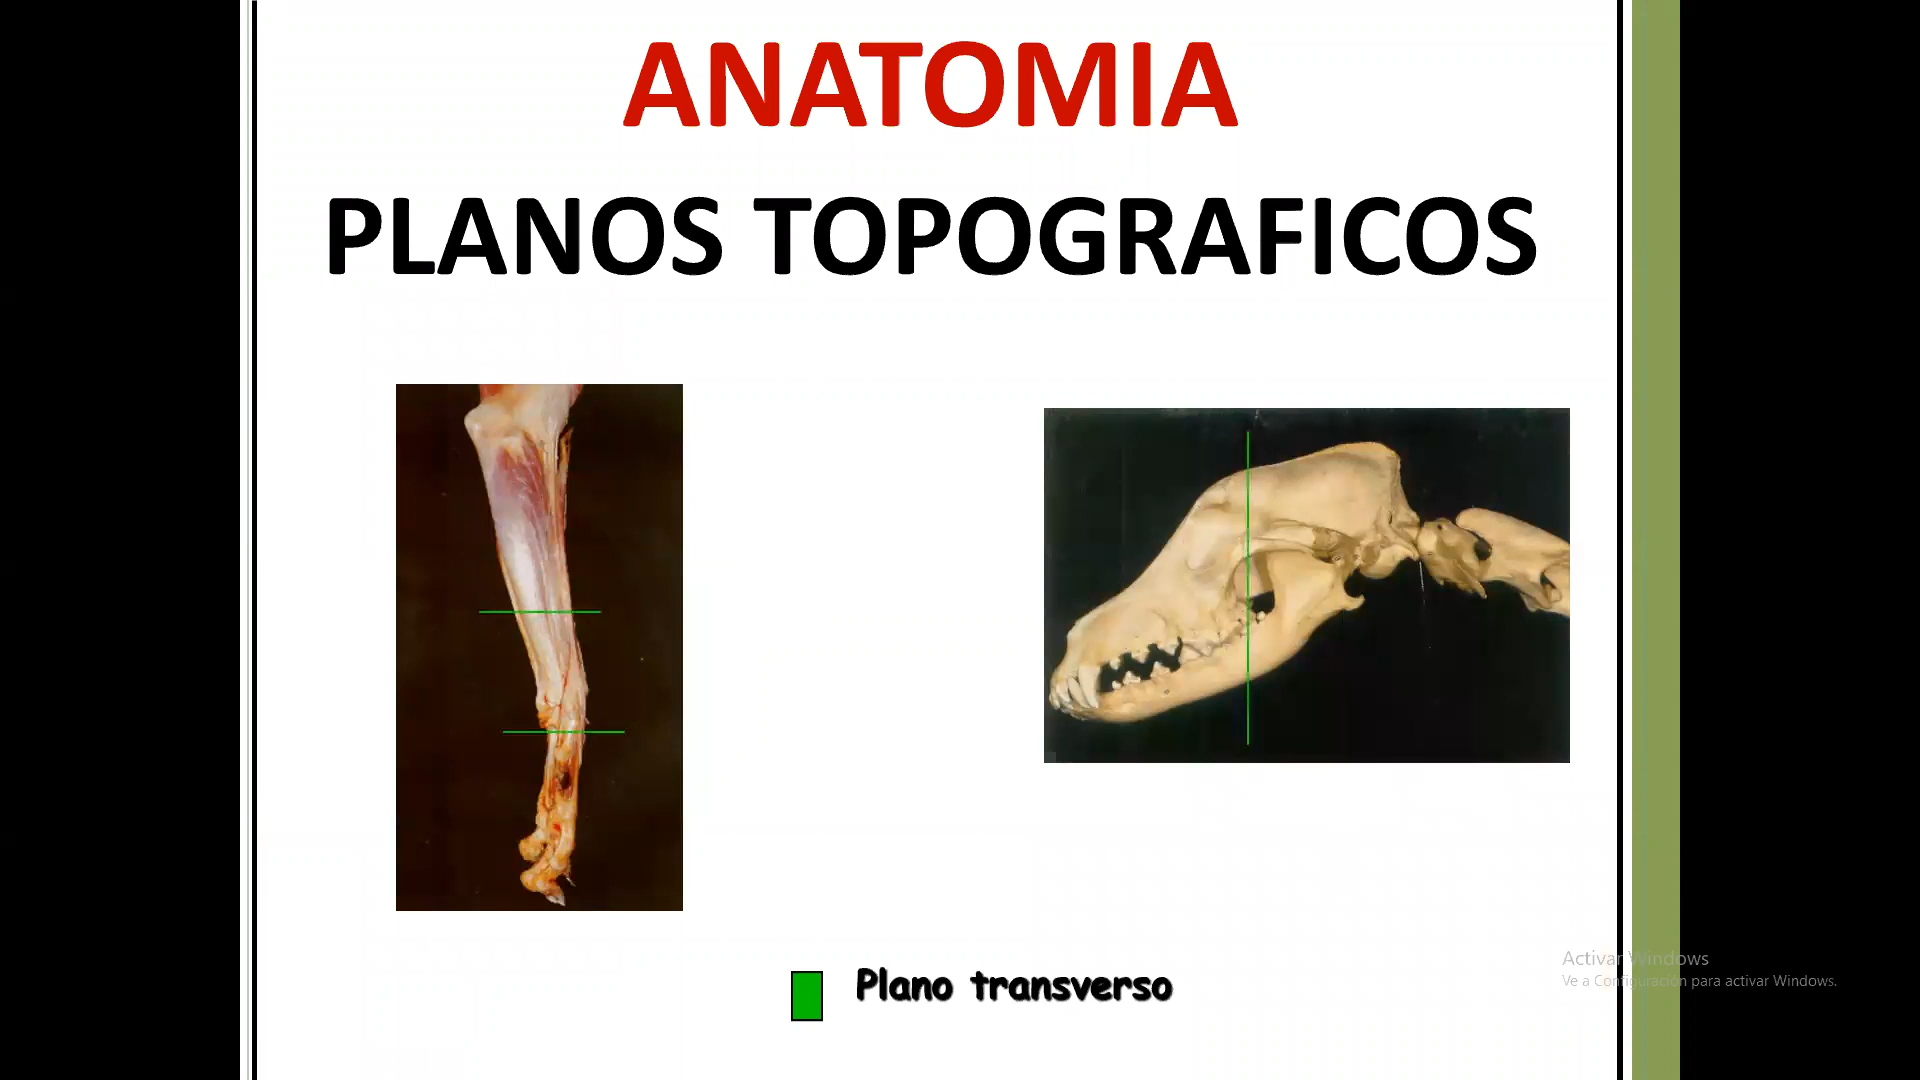 ANATOMIA
PLANOS TOPOGRAFICOS
Plano transverso
Activar Windows
Ve a Configuración para activar Windows.